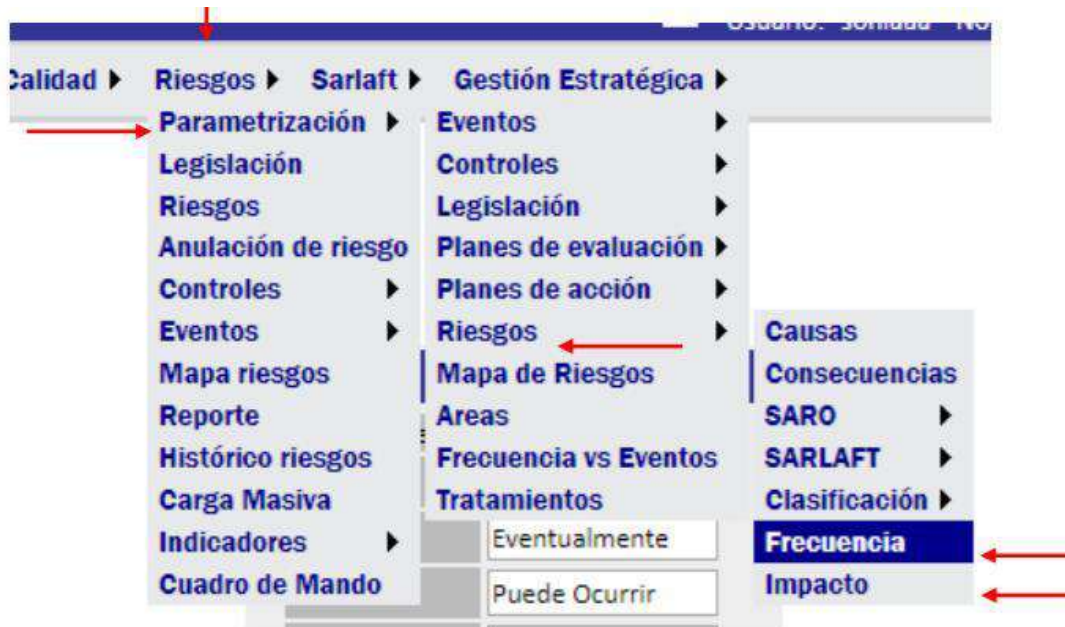 Usuario:
Calidad Riesgos Sarlaft Gestión Estratégica
Parametrización
Legislación
Riesgos
Anulación de riesgo
Controles
Eventos
Mapa riesgos
Reporte
Histórico riesgos
Carga Masiva
Indicadores
Cuadro de Mando
Eventos
Controles
Legislación
Planes de evaluación
Planes de acción
Riesgos
Mapa de Riesgos
Areas
Frecuencia vs Eventos
Tratamientos
Causas
Consecuencias
SARO
SARLAFT
Clasificación
Frecuencia
Impacto
Eventualmente
Puede Ocurrir